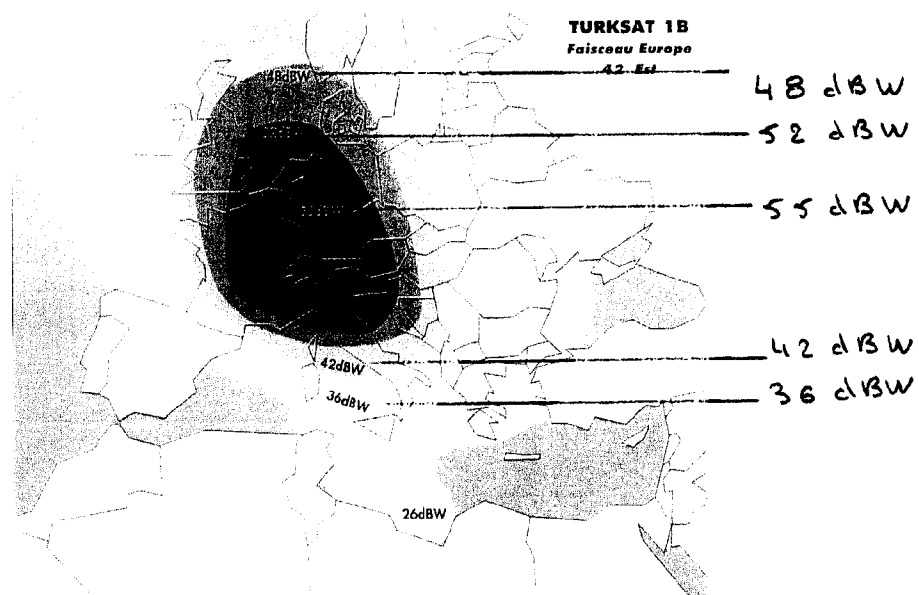 TURKSAT 1B
Faisceau Europe
42 Est
48dBW
48 dBW
52 dBW
55 dBW
42dBW
42 dBW
36dBW
36 dBW
26dBW